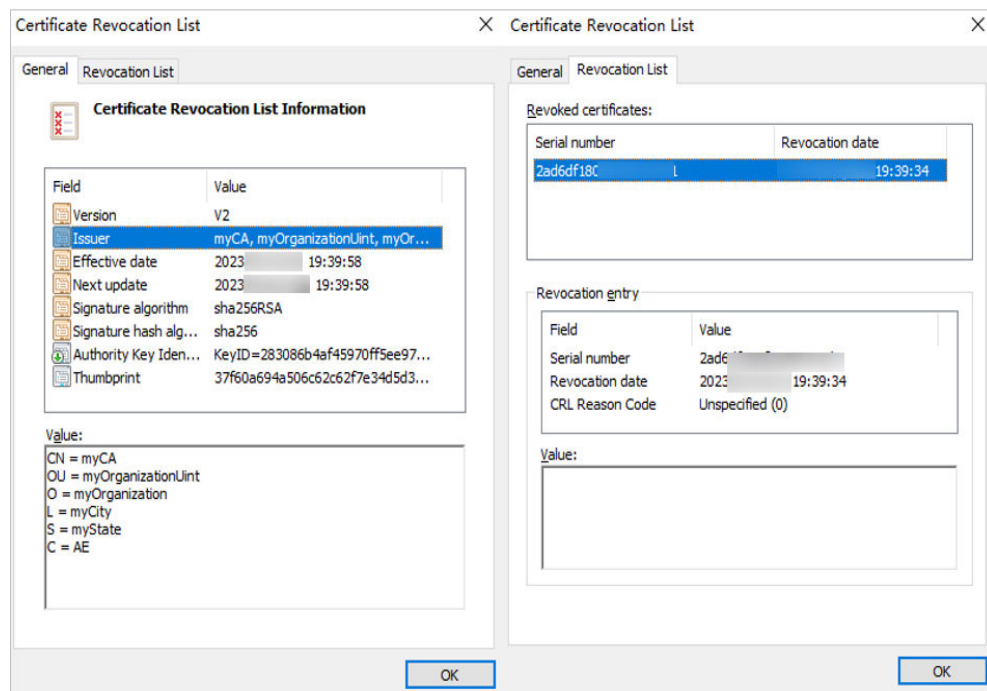 Certificate Revocation List
General
Revocation List
Certificate Revocation List Information
Field Value
Version V2
Issuer myCA, myOrganizationUint, myOr...
Effective date 2023 19:39:58
Next update 2023 19:39:58
Signature algorithm sha256RSA
Signature hash alg... sha256
Authority Key Iden... KeyID=283086b4af45970ff5ee97...
Thumbprint 37f60a694a506c62c62f7e34d5d3...
Value:
CN = myCA
OU = myOrganizationUint
O = myOrganization
L = myCity
S = myState
C = AE
OK
Certificate Revocation List
General
Revocation List
Revoked certificates:
Serial number Revocation date
19:39:34
Revocation entry
Field Value
Serial number
Revocation date 2023 19:39:34
CRL Reason Code Unspecified (0)
Value:
OK